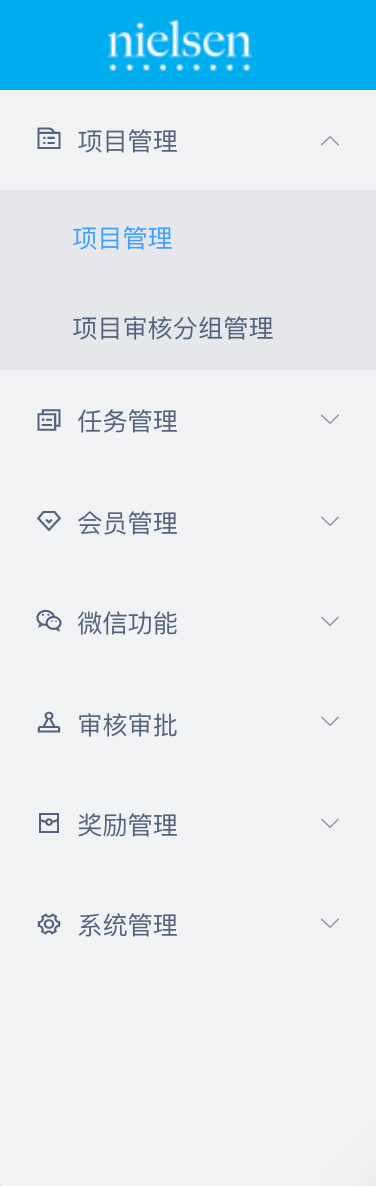 nielsen
项目管理
项目管理
项目审核分组管理
任务管理
会员管理
微信功能
审核审批
奖励管理
系统管理